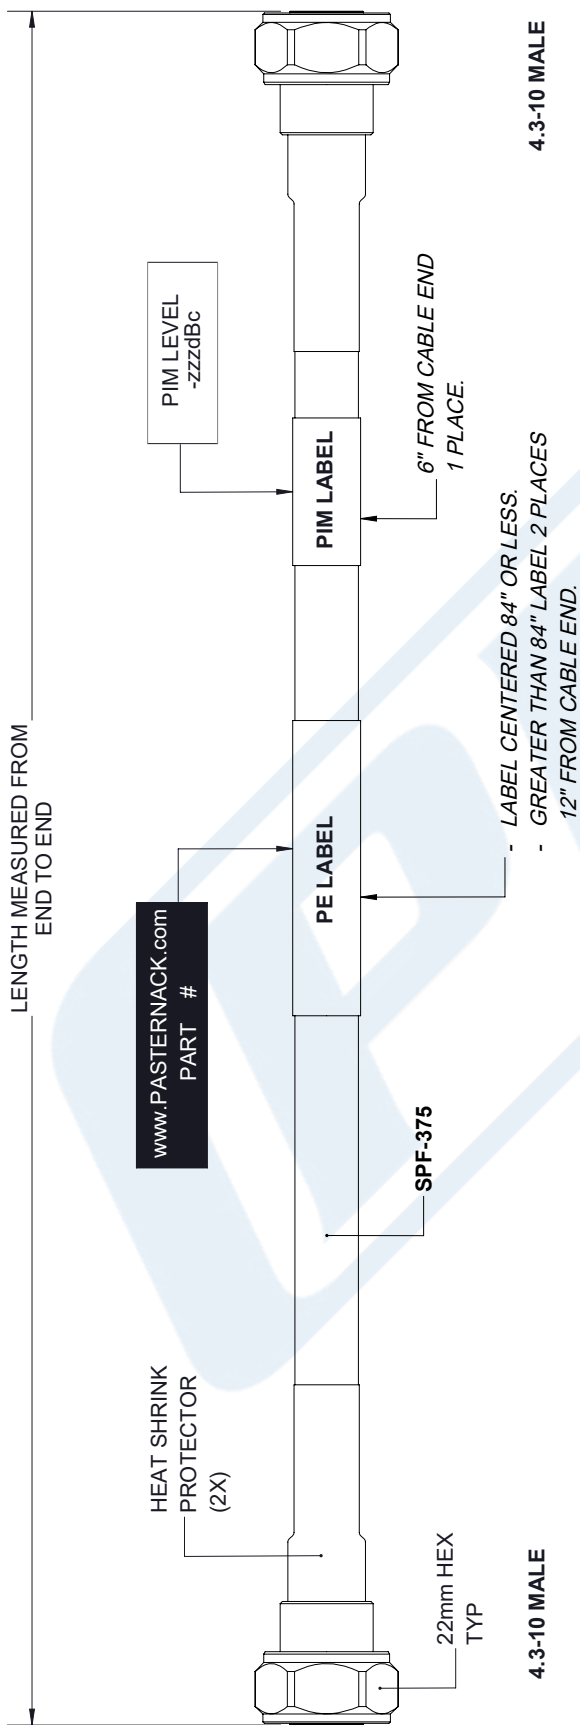 LENGTH MEASURED FROM
END TO END
HEAT SHRINK
PROTECTOR
(2X)
www.PASTERNACK.com
PART #
PIM LEVEL
-zzzdBc
PE LABEL
PIM LABEL
22mm HEX
TYP
SPF-375
6" FROM CABLE END
1 PLACE.
- LABEL CENTERED 84" OR LESS.
- GREATER THAN 84" LABEL 2 PLACES
12" FROM CABLE END.
4.3-10 MALE
4.3-10 MALE